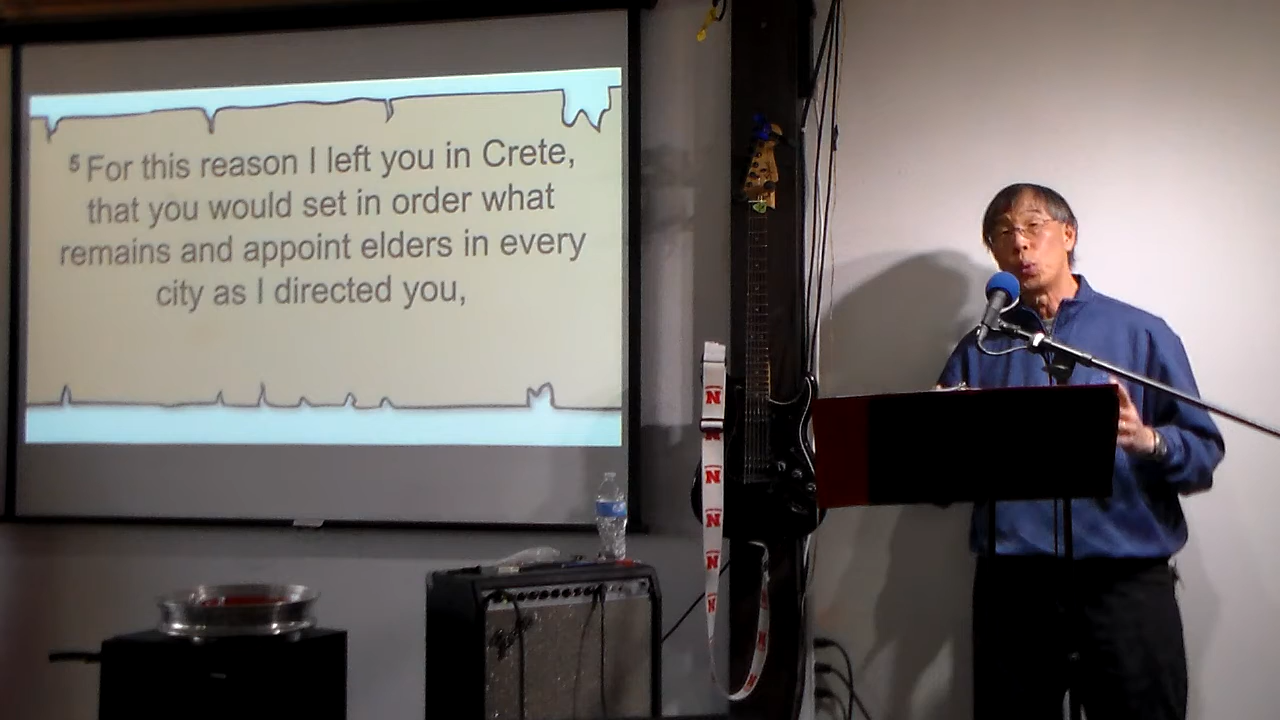 5 For this reason I left you in Crete,
that you would set in order what
remains and appoint elders in every
city as I directed you,
N
N
N
N
N
N